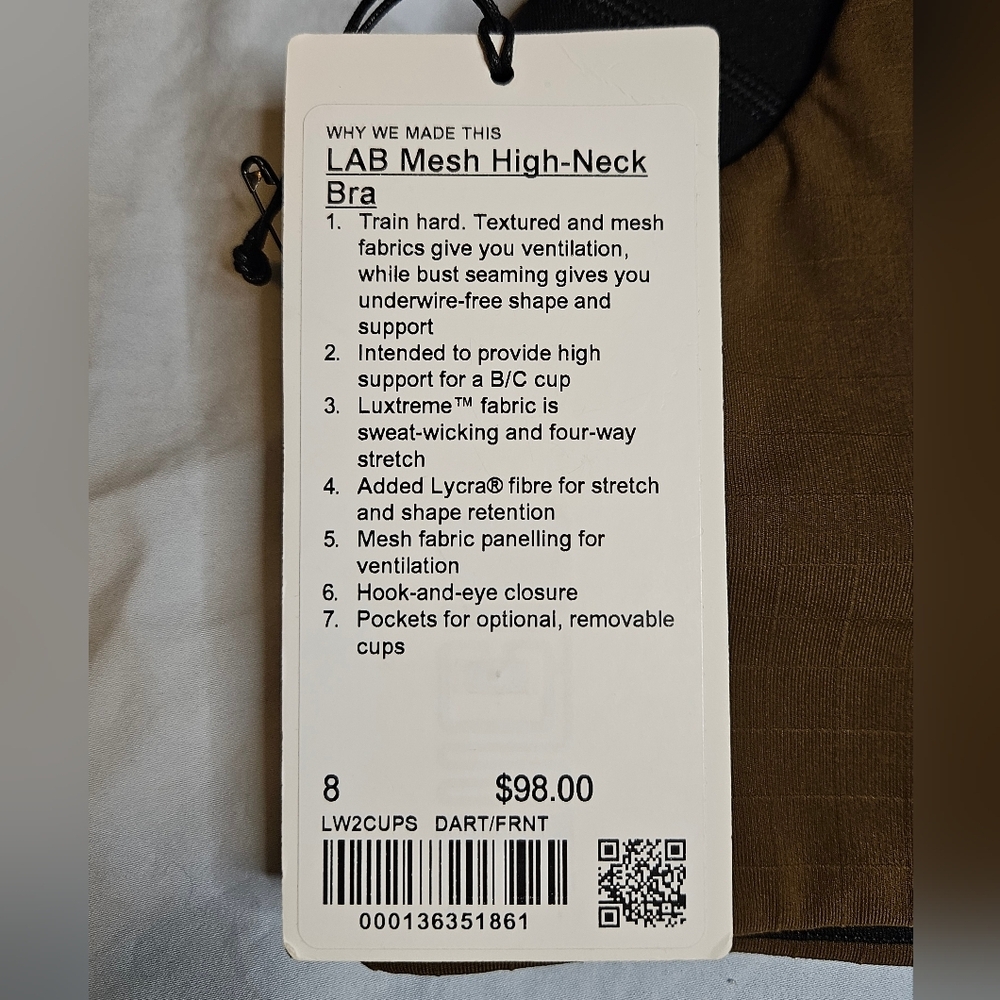 WHY WE MADE THIS
LAB Mesh High-Neck
Bra
1. Train hard. Textured and mesh
fabrics give you ventilation,
while bust seaming gives you
underwire-free shape and
support
2. Intended to provide high
support for a B/C cup
3. Luxtreme™ fabric is
sweat-wicking and four-way
stretch
4. Added Lycra® fibre for stretch
and shape retention
5. Mesh fabric panelling for
ventilation
6. Hook-and-eye closure
7. Pockets for optional, removable
cups
8 $98.00
LW2CUPS DART/FRNT
000136351861